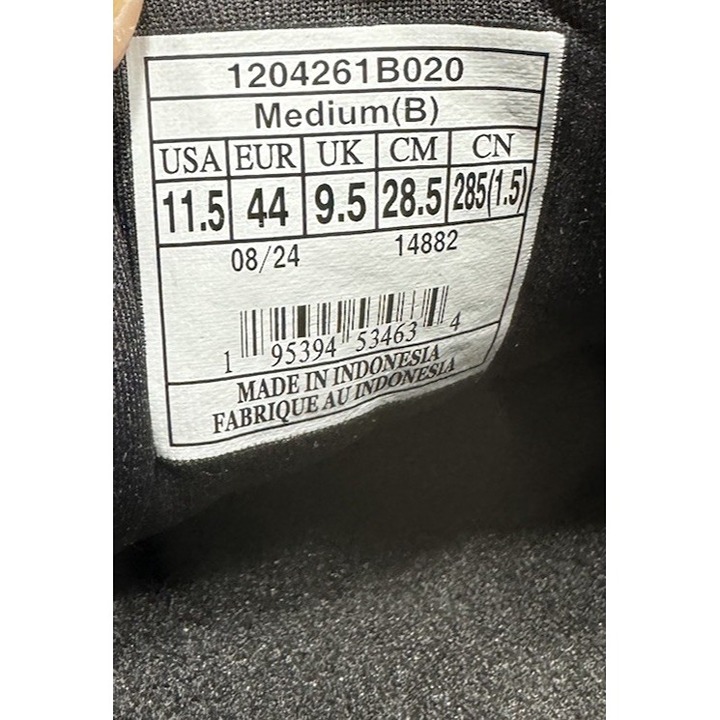 1204261B020
Medium(B)
USA EUR UK CM CN
11.5 44 9.5 28.5 285(1.5)
08/24 14882
1 95394 53463 4
MADE IN INDONESIA
FABRIQUE AU INDONESIA